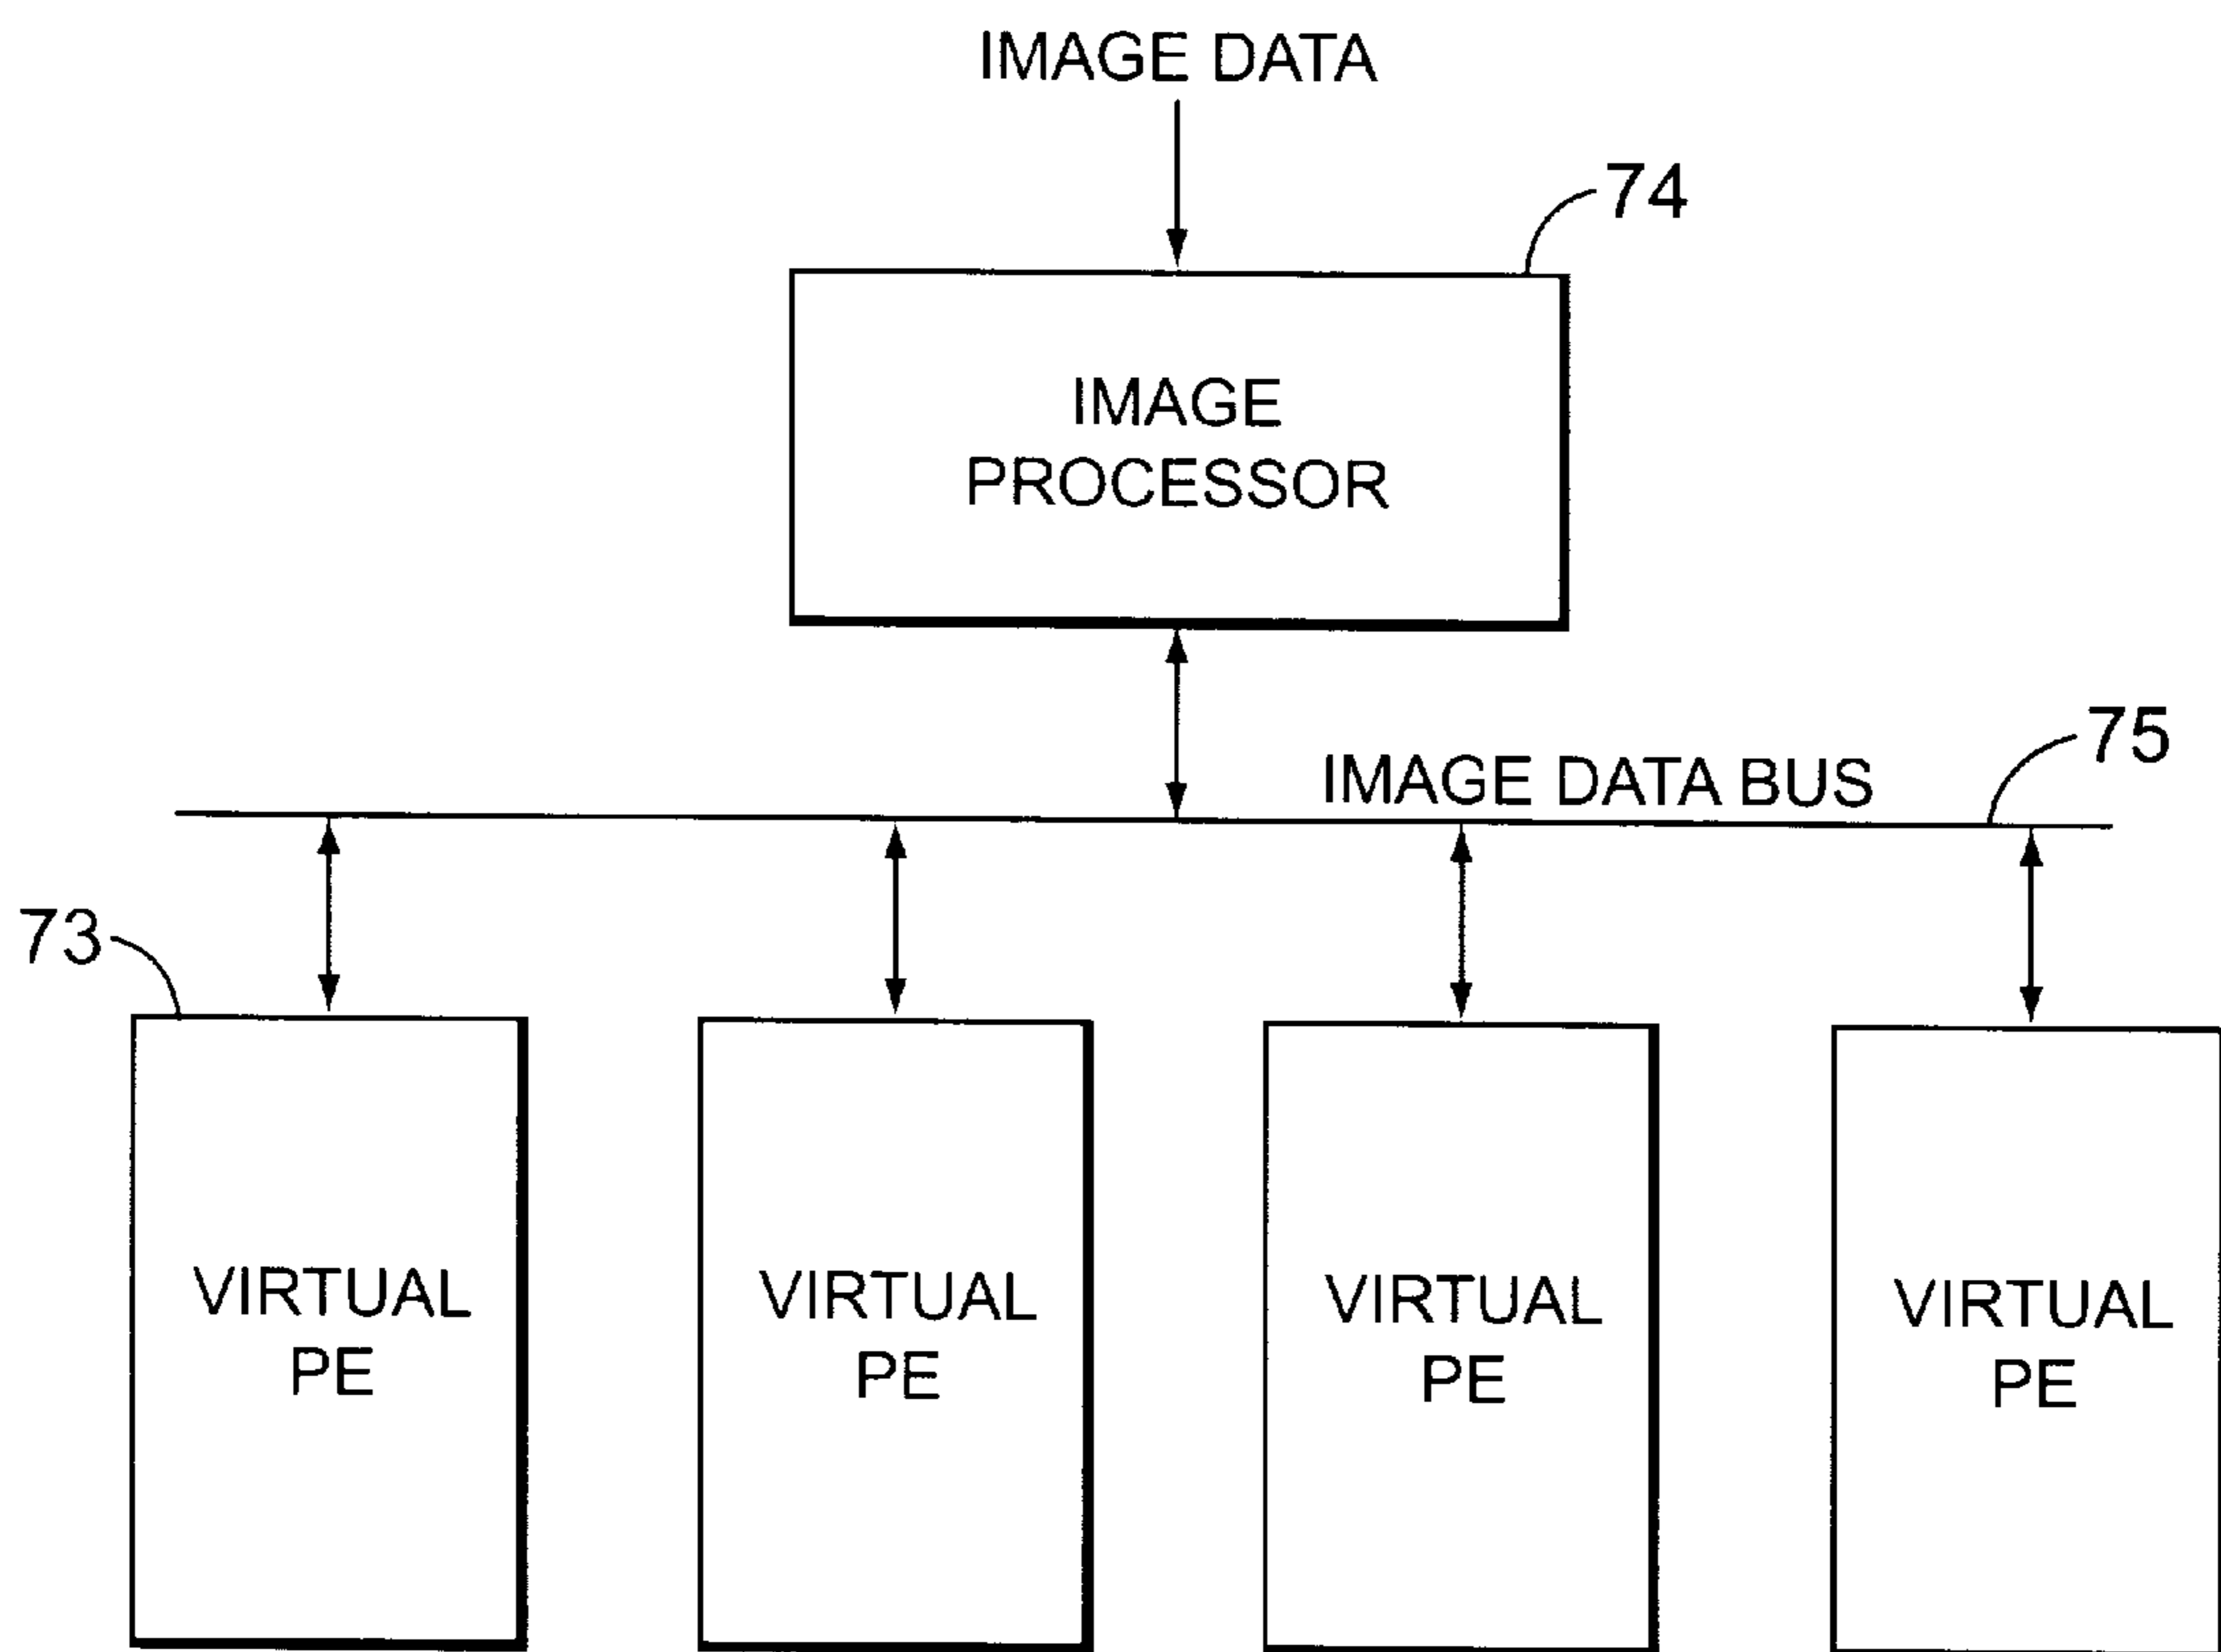 IMAGE DATA
74
IMAGE
PROCESSOR
75
IMAGE DATA BUS
73
VIRTUAL
PE
VIRTUAL
PE
VIRTUAL
PE
VIRTUAL
PE